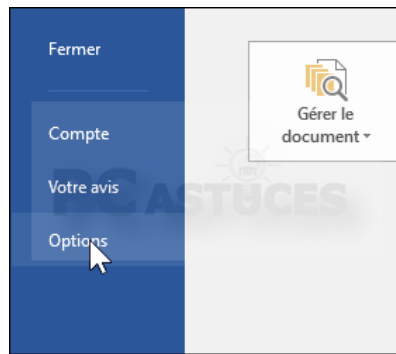 Fermer
Compte
Votre avis
Options
Gérer le
document
PC ASTUCES